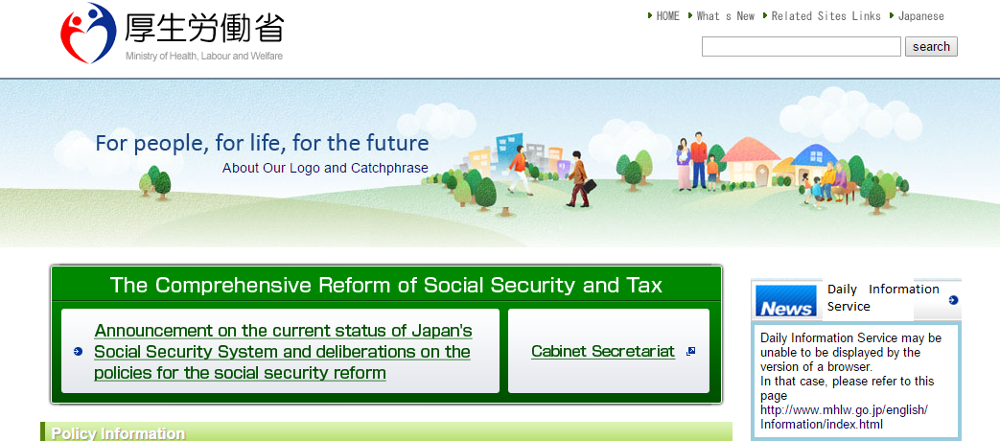 厚生労働省
Ministry of Health, Labour and Welfare
HOME What s New Related Sites Links Japanese
search
For people, for life, for the future
About Our Logo and Catchphrase
The Comprehensive Reform of Social Security and Tax
Announcement on the current status of Japan's
Social Security System and deliberations on the
policies for the social security reform
Cabinet Secretariat
News
Daily Information
Service
Daily Information Service may be
unable to be displayed by the
version of a browser.
In that case, please refer to this
page
http://www.mhlw.go.jp/english/
Information/index.html
Policy Information